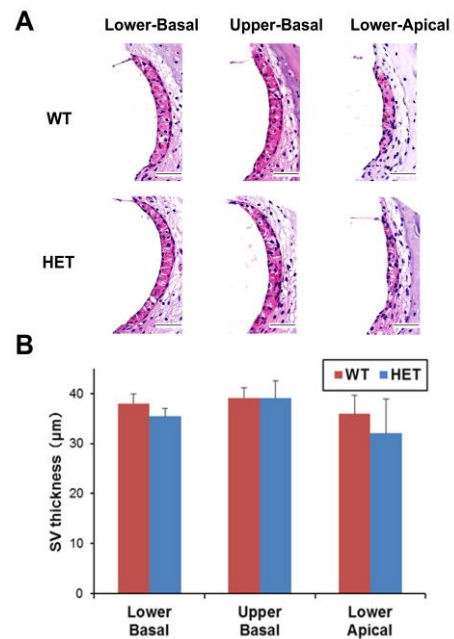 A
Lower-Basal Upper-Basal Lower-Apical
WT
HET
B
WT HET
SV thickness (μm)
40
30
20
10
0
Lower Basal
Upper Basal
Lower Apical